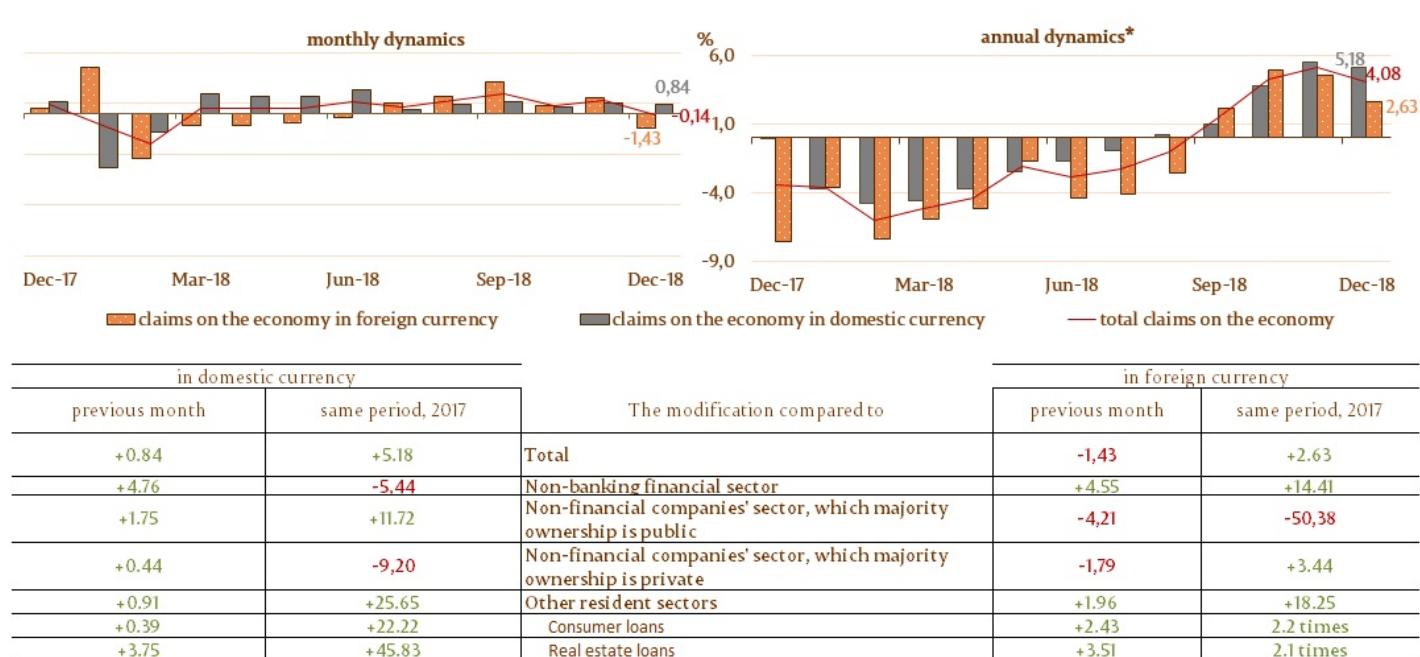 monthly dynamics
0,84
-0,14
-1,43
Dec-17 Mar-18 Jun-18 Sep-18 Dec-18
%
annual dynamics*
6,0
1,0
-4,0
-9,0
5,18
4,08
2,63
Dec-17 Mar-18 Jun-18 Sep-18 Dec-18
claims on the economy in foreign currency claims on the economy in domestic currency total claims on the economy
in domestic currency in foreign currency
previous month same period, 2017 The modification compared to previous month same period, 2017
+0.84 +5.18 Total -1,43 +2.63
+4.76 -5,44 Non-banking financial sector +4.55 +14.41
+1.75 +11.72 Non-financial companies' sector, which majority -4,21 -50,38
ownership is public
+0.44 -9,20 Non-financial companies' sector, which majority -1,79 +3.44
ownership is private
+0.91 +25.65 Other resident sectors +1.96 +18.25
+0.39 +22.22 Consumer loans +2.43 2.2 times
+3.75 +45.83 Real estate loans +3.51 2.1 times